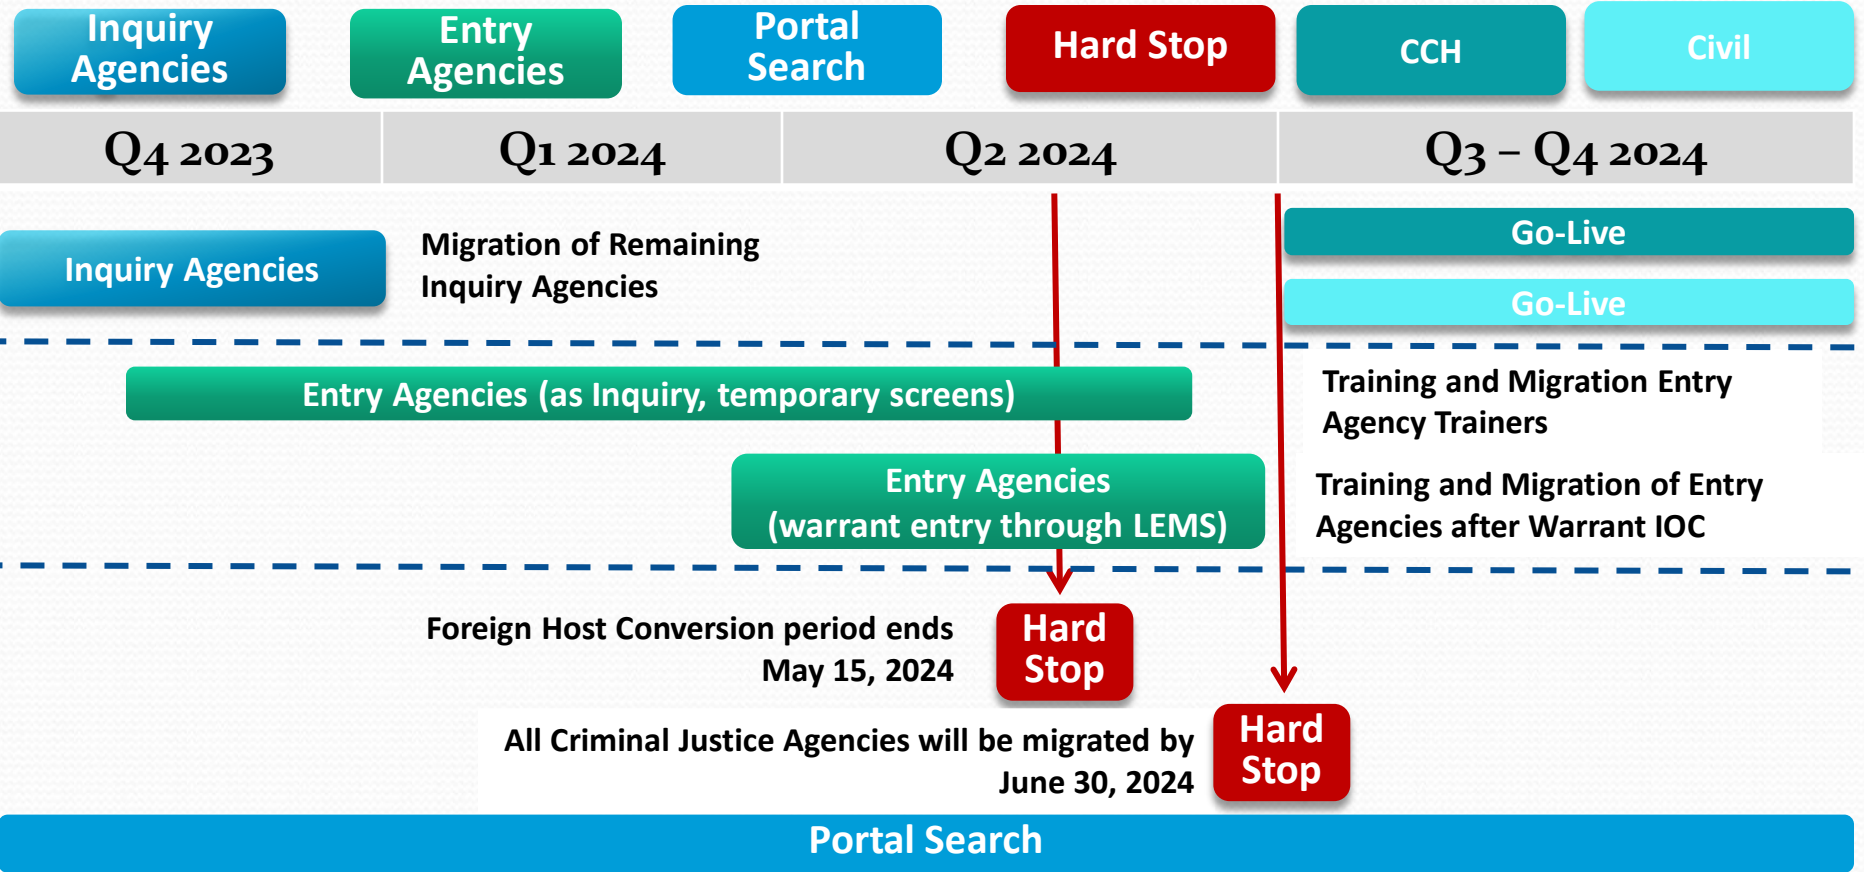 Inquiry
Agencies
Entry
Agencies
Portal
Search
Hard Stop
CCH
Civil
Q4 2023
Q1 2024
Q2 2024
Q3 – Q4 2024
Inquiry Agencies
Migration of Remaining
Inquiry Agencies
Go-Live
Go-Live
Entry Agencies (as Inquiry, temporary screens)
Training and Migration Entry
Agency Trainers
Entry Agencies
(warrant entry through LEMS)
Training and Migration of Entry
Agencies after Warrant IOC
Foreign Host Conversion period ends
May 15, 2024
Hard
Stop
All Criminal Justice Agencies will be migrated by
June 30, 2024
Hard
Stop
Portal Search